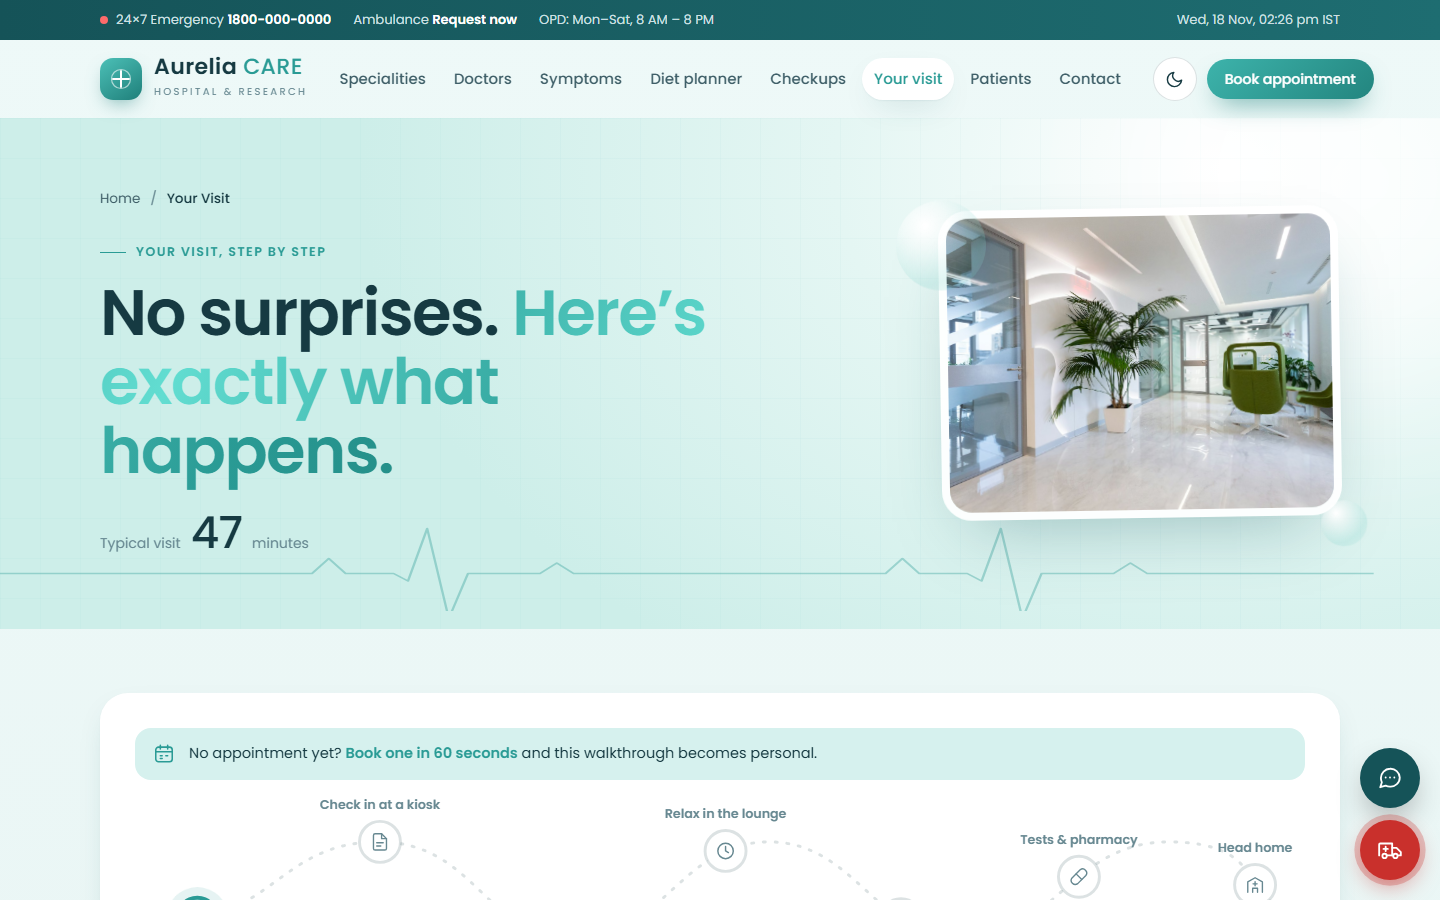 24×7 Emergency 1800-000-0000 Ambulance Request now OPD: Mon–Sat, 8 AM – 8 PM Wed, 18 Nov, 02:26 pm IST
Aurelia CARE
HOSPITAL & RESEARCH
Specialities Doctors Symptoms Diet planner Checkups Your visit Patients Contact Book appointment
Home / Your Visit
YOUR VISIT, STEP BY STEP
No surprises. Here’s
exactly what
happens.
Typical visit 47 minutes
No appointment yet? Book one in 60 seconds and this walkthrough becomes personal.
Check in at a kiosk
Relax in the lounge
Tests & pharmacy
Head home